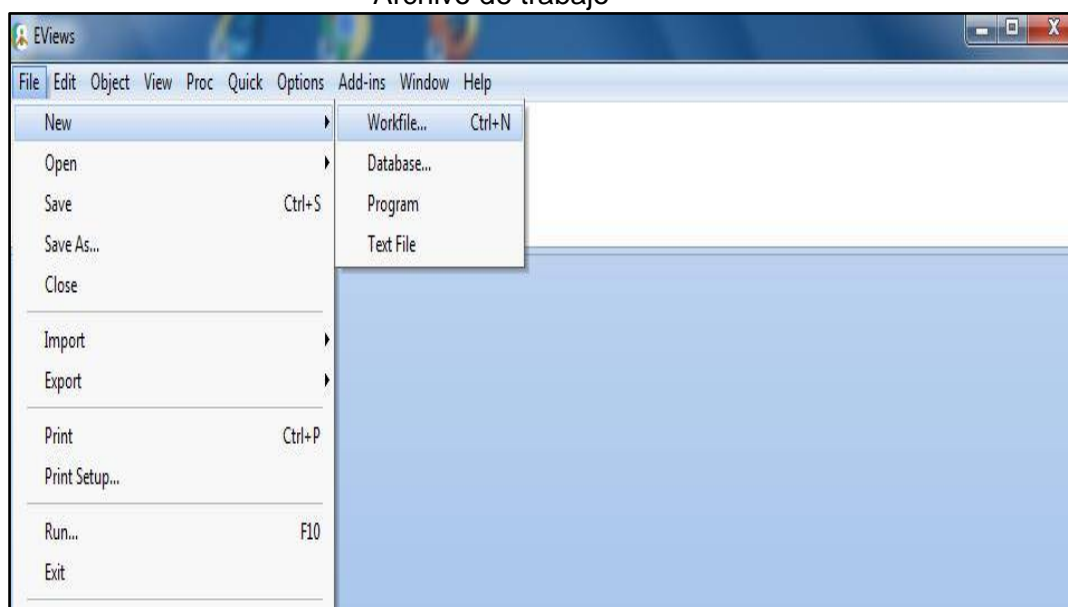 Archivo de trabajo
EViews
File Edit Object View Proc Quick Options Add-ins Window Help
New
Workfile... Ctrl+N
Open
Database...
Save Ctrl+S
Program
Save As...
Text File
Close
Import
Export
Print Ctrl+P
Print Setup...
Run... F10
Exit